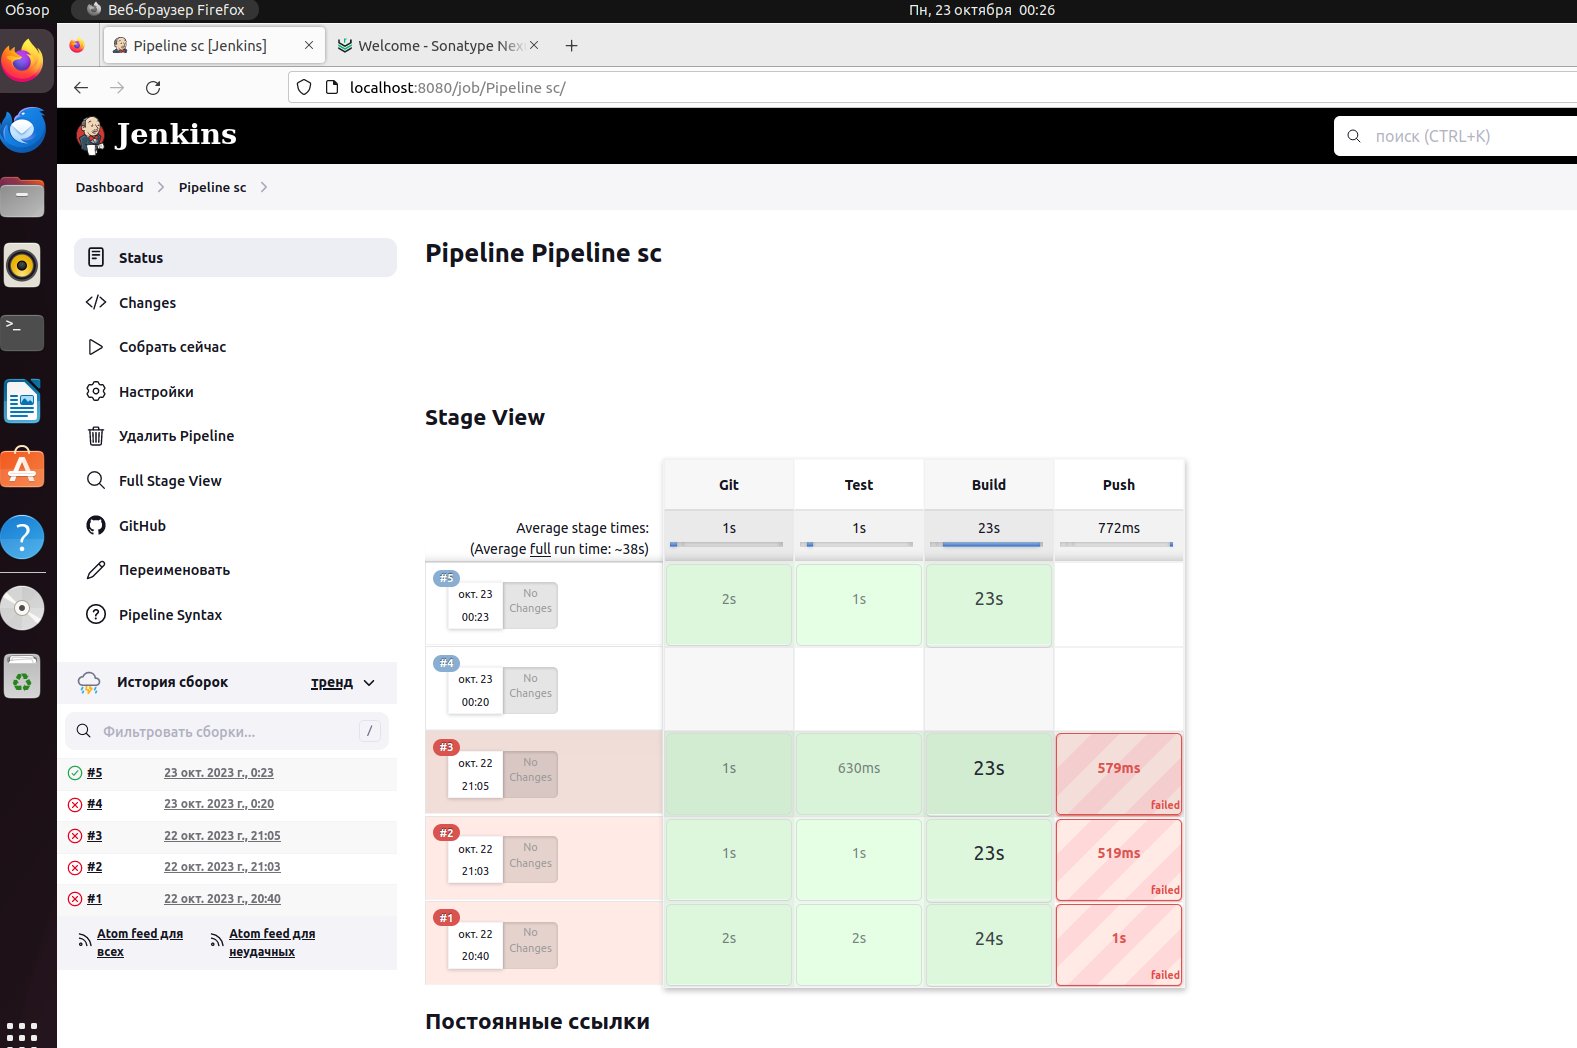 Обзор
Веб-браузер Firefox
Пн, 23 октября 00:26
Pipeline sc [Jenkins]
Welcome - Sonatype Nex
localhost:8080/job/Pipeline sc/
Jenkins
поиск (CTRL+K)
Dashboard
Pipeline sc
Status
Changes
Собрать сейчас
Настройки
Удалить Pipeline
Full Stage View
GitHub
Переименовать
Pipeline Syntax
История сборок
тренд
Фильтровать сборки...
/
#5 23 окт. 2023 г., 0:23
#4 23 окт. 2023 г., 0:20
#3 22 окт. 2023 г., 21:05
#2 22 окт. 2023 г., 21:03
#1 22 окт. 2023 г., 20:40
Atom feed для
всех
Atom feed для
неудачных
Pipeline Pipeline sc
Stage View
Git Test Build Push
Average stage times:
(Average full run time: ~38s)
1s 1s 23s 772ms
#5
окт. 23
00:23
No
Changes
2s 1s 23s
#4
окт. 23
00:20
No
Changes
#3
окт. 22
21:05
No
Changes
1s 630ms 23s 579ms
failed
#2
окт. 22
21:03
No
Changes
1s 1s 23s 519ms
failed
#1
окт. 22
20:40
No
Changes
2s 2s 24s 1s
failed
Постоянные ссылки